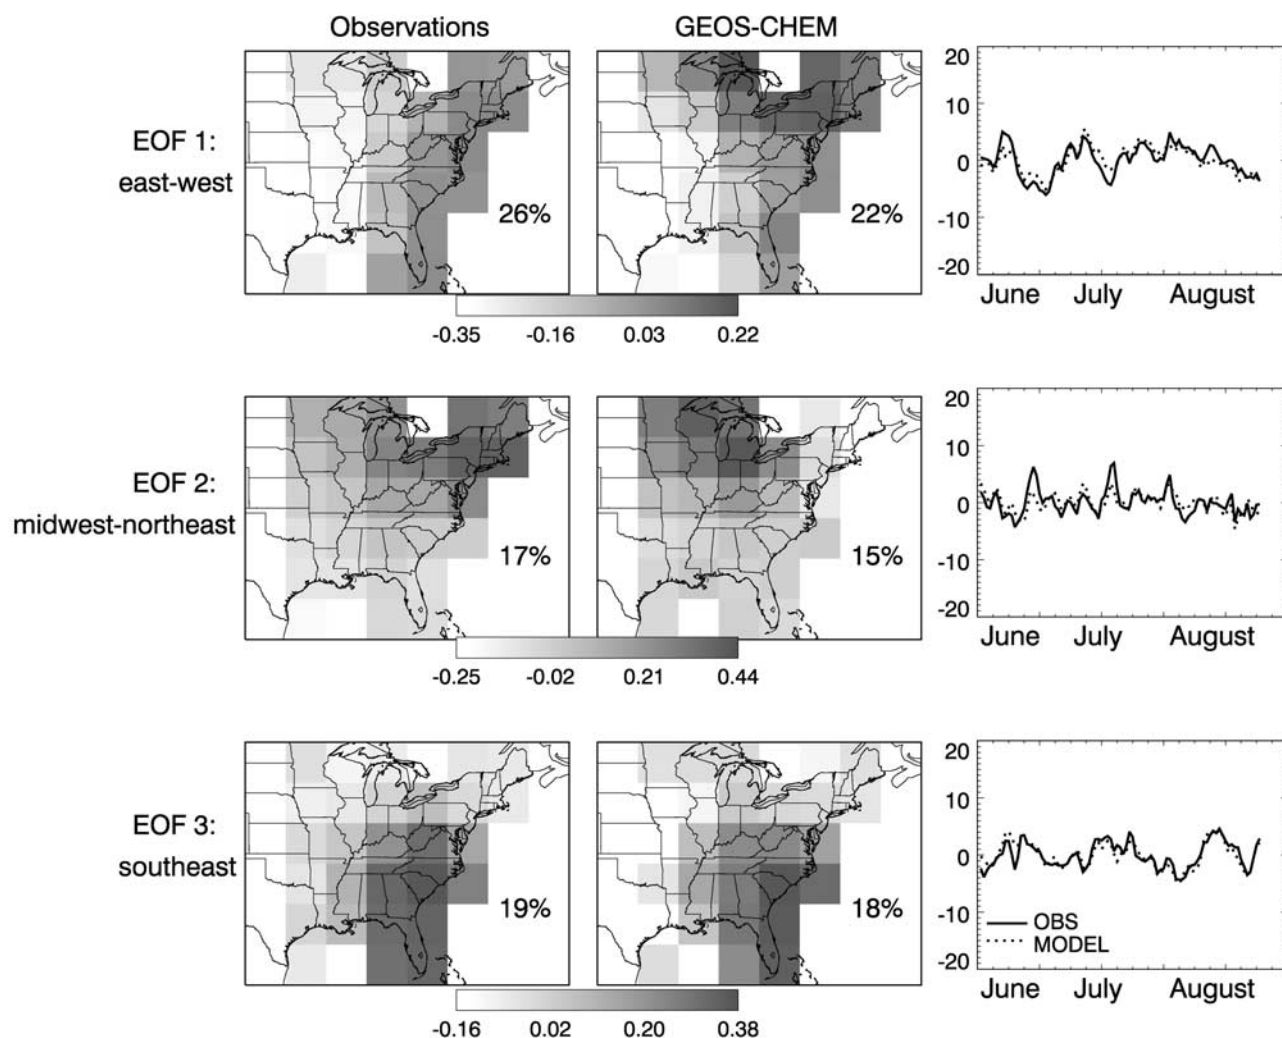 Observations GEOS-CHEM
EOF 1:
east-west
26%
22%
-0.35 -0.16 0.03 0.22
20
10
0
-10
-20
June July August
EOF 2:
midwest-northeast
17%
15%
-0.25 -0.02 0.21 0.44
20
10
0
-10
-20
June July August
EOF 3:
southeast
19%
18%
-0.16 0.02 0.20 0.38
20
10
0
-10
-20
OBS
MODEL
June July August